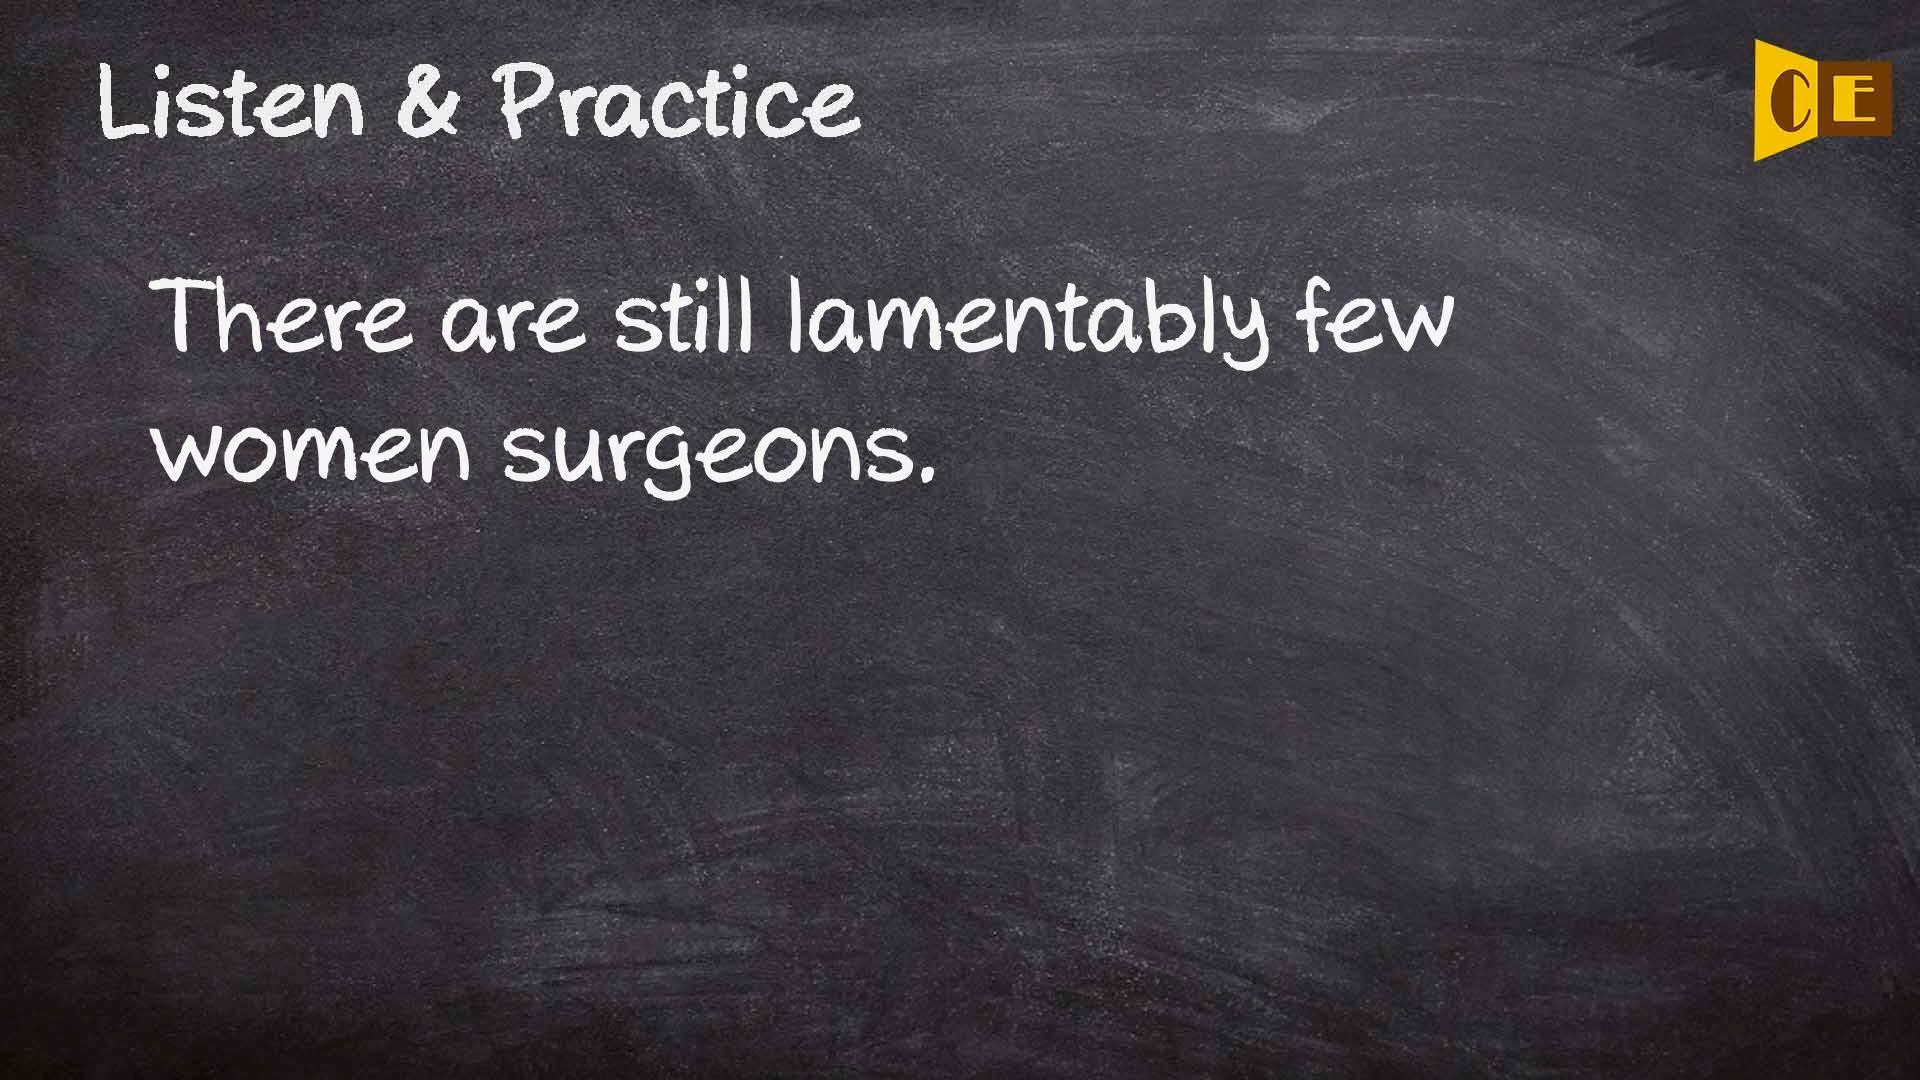 Listen & Practice
CE
There are still lamentably few
women surgeons.